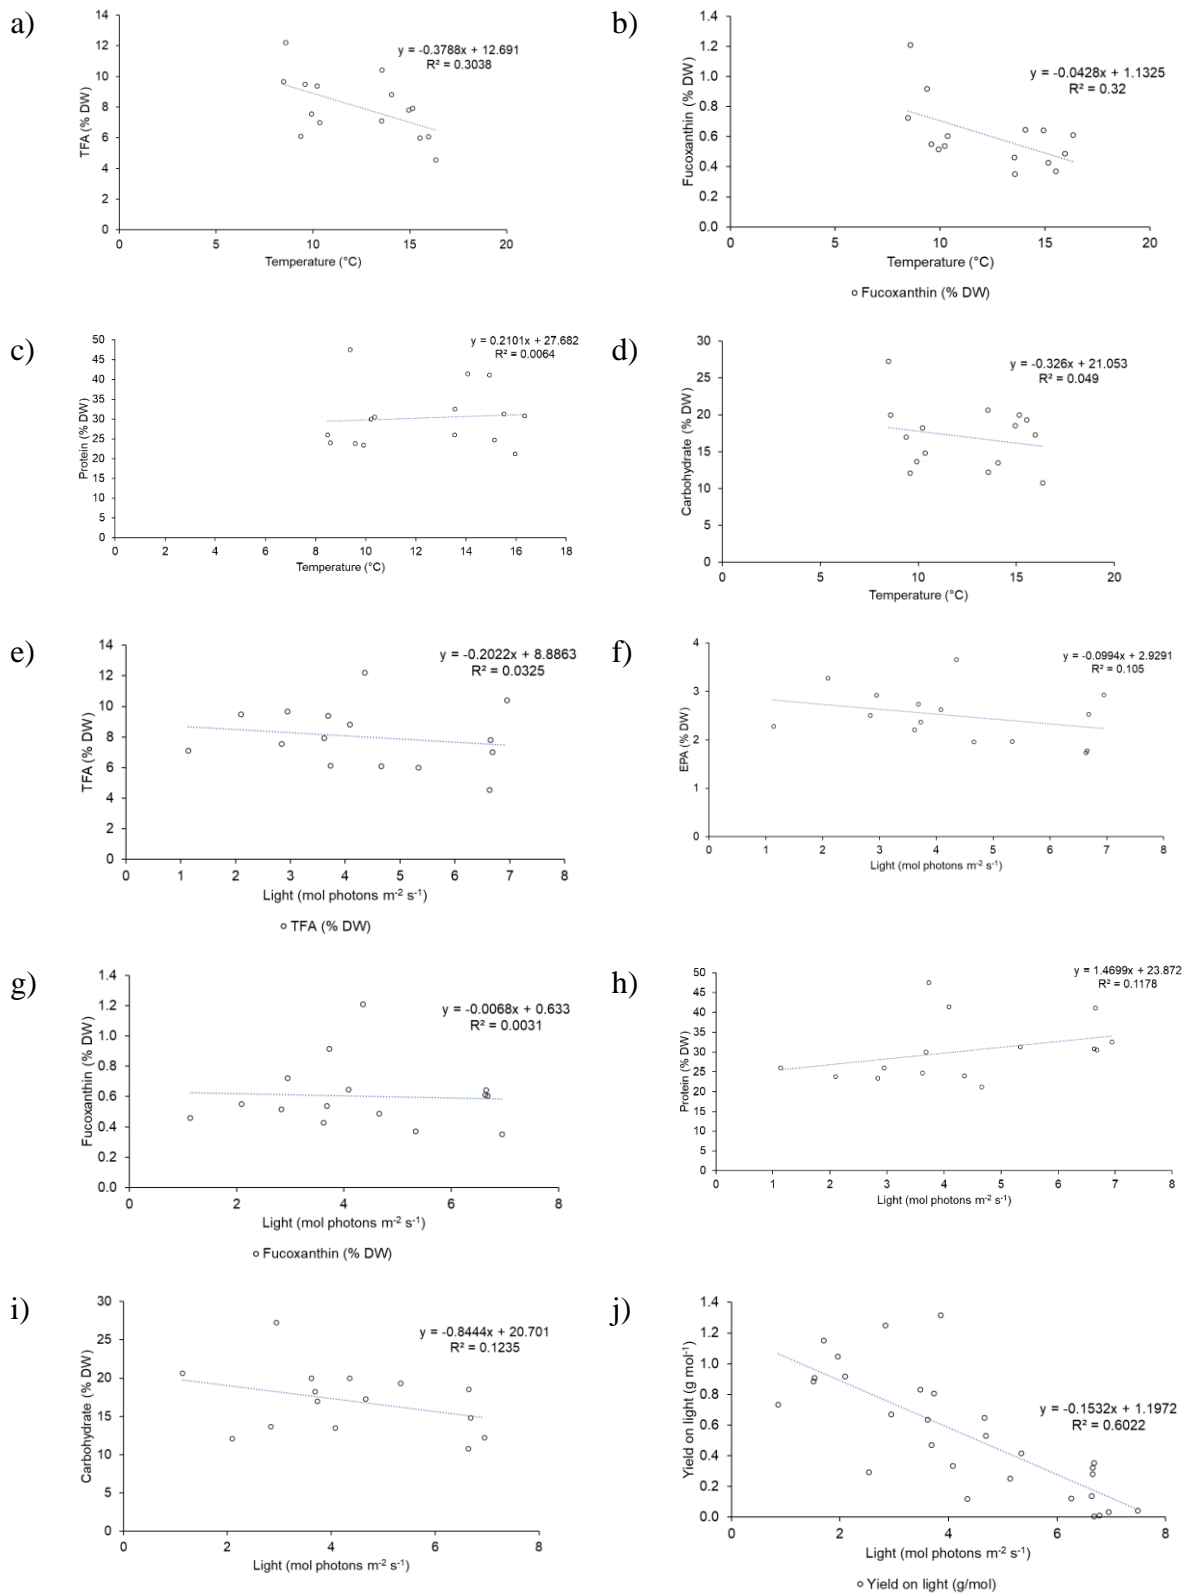 a)
14
12
10
8
6
4
2
0
TFA (% DW)
y = -0.3788x + 12.691
R² = 0.3038
0 5 10 15 20
Temperature (°C)
b)
1.4
1.2
1.0
0.8
0.6
0.4
0.2
0.0
Fucoxanthin (% DW)
y = -0.0428x + 1.1325
R² = 0.32
0 5 10 15 20
Temperature (°C)
Fucoxanthin (% DW)
c)
50
45
40
35
30
25
20
15
10
5
0
Protein (% DW)
y = 0.2101x + 27.682
R² = 0.0064
0 2 4 6 8 10 12 14 16 18
Temperature (°C)
d)
30
25
20
15
10
5
0
Carbohydrate (% DW)
y = -0.326x + 21.053
R² = 0.049
0 5 10 15 20
Temperature (°C)
e)
14
12
10
8
6
4
2
0
TFA (% DW)
y = -0.2022x + 8.8863
R² = 0.0325
0 1 2 3 4 5 6 7 8
Light (mol photons m⁻² s⁻¹)
TFA (% DW)
f)
4
3
2
1
0
EPA (% DW)
y = -0.0994x + 2.9291
R² = 0.105
0 1 2 3 4 5 6 7 8
Light (mol photons m⁻² s⁻¹)
g)
1.4
1.2
1.0
0.8
0.6
0.4
0.2
0.0
Fucoxanthin (% DW)
y = -0.0068x + 0.633
R² = 0.0031
0 2 4 6 8
Light (mol photons m⁻² s⁻¹)
Fucoxanthin (% DW)
h)
50
45
40
35
30
25
20
15
10
5
0
Protein (% DW)
y = 1.4699x + 23.872
R² = 0.1178
0 1 2 3 4 5 6 7 8
Light (mol photons m⁻² s⁻¹)
i)
30
25
20
15
10
5
0
Carbohydrate (% DW)
y = -0.8444x + 20.701
R² = 0.1235
0 2 4 6 8
Light (mol photons m⁻² s⁻¹)
j)
1.4
1.2
1.0
0.8
0.6
0.4
0.2
0.0
Yield on light (g mol⁻¹)
y = -0.1532x + 1.1972
R² = 0.6022
0 2 4 6 8
Light (mol photons m⁻² s⁻¹)
Yield on light (g/mol)